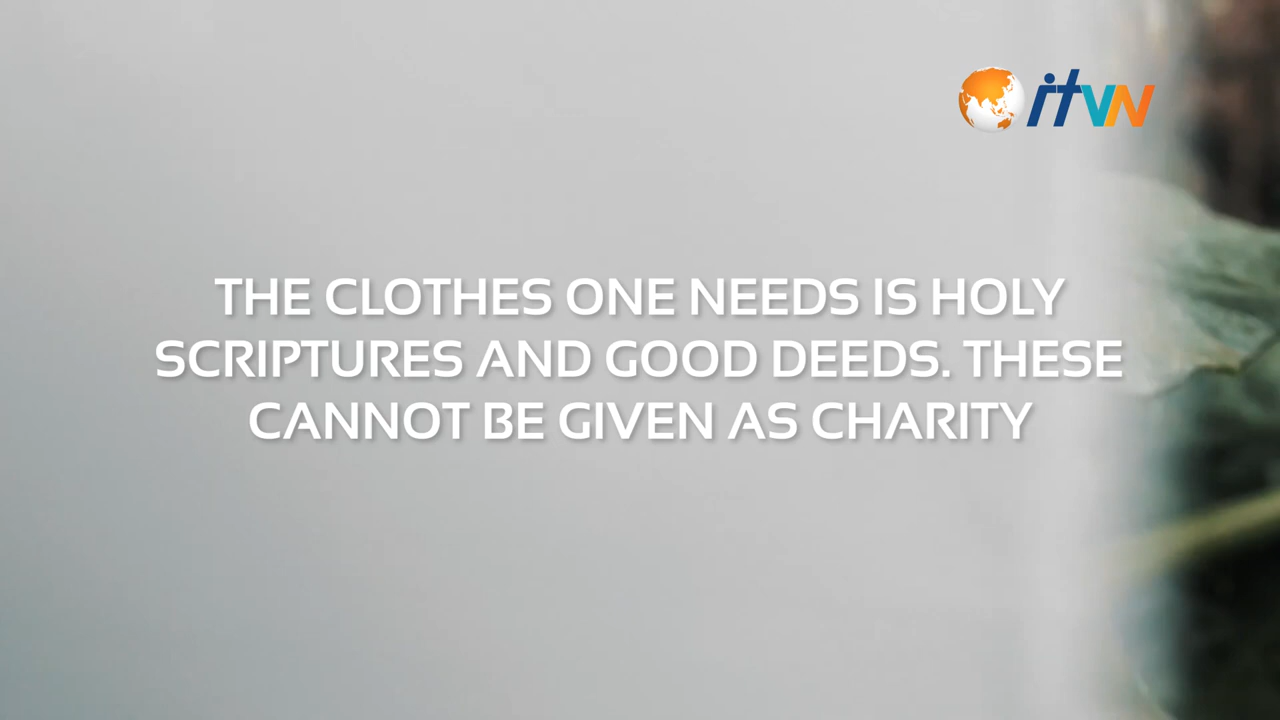 itvn
THE CLOTHES ONE NEEDS IS HOLY
SCRIPTURES AND GOOD DEEDS. THESE
CANNOT BE GIVEN AS CHARITY